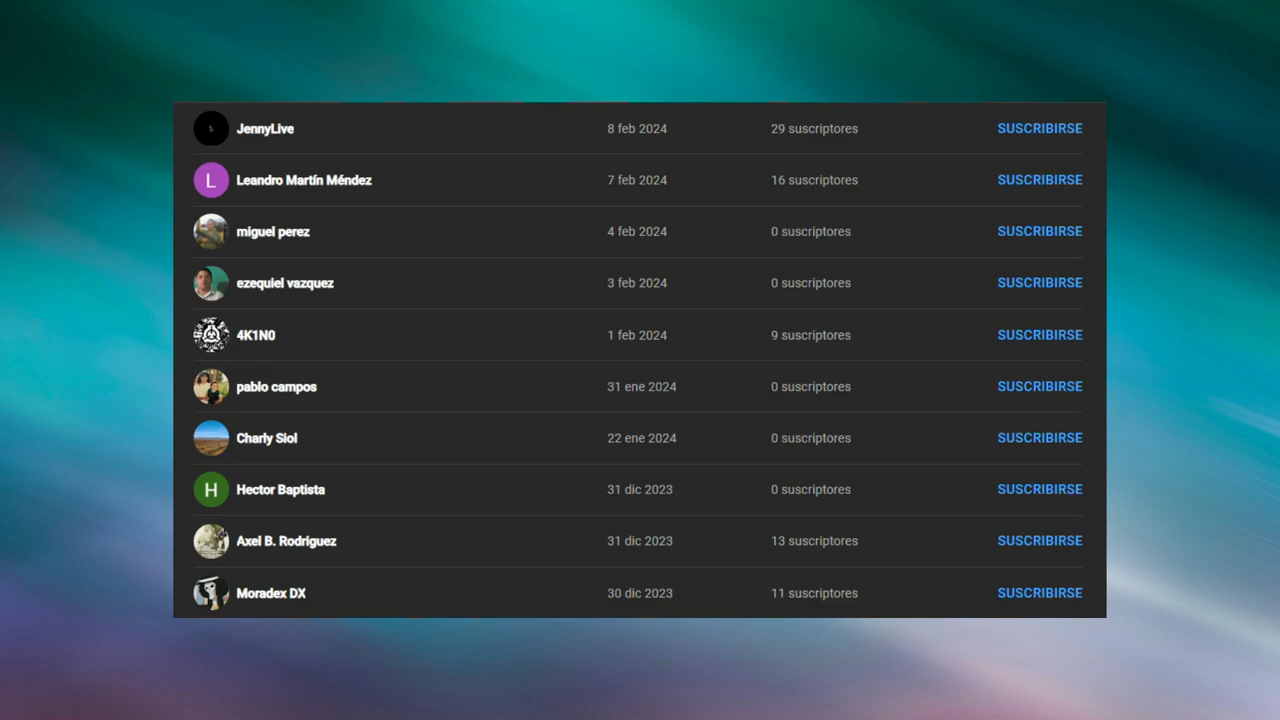 JennyLive 8 feb 2024 29 suscriptores SUSCRIBIRSE
L Leandro Martín Méndez 7 feb 2024 16 suscriptores SUSCRIBIRSE
miguel perez 4 feb 2024 0 suscriptores SUSCRIBIRSE
ezequiel vazquez 3 feb 2024 0 suscriptores SUSCRIBIRSE
4K1N0 1 feb 2024 9 suscriptores SUSCRIBIRSE
pablo campos 31 ene 2024 0 suscriptores SUSCRIBIRSE
Charly Siol 22 ene 2024 0 suscriptores SUSCRIBIRSE
H Hector Baptista 31 dic 2023 0 suscriptores SUSCRIBIRSE
Axel B. Rodriguez 31 dic 2023 13 suscriptores SUSCRIBIRSE
Moradex DX 30 dic 2023 11 suscriptores SUSCRIBIRSE